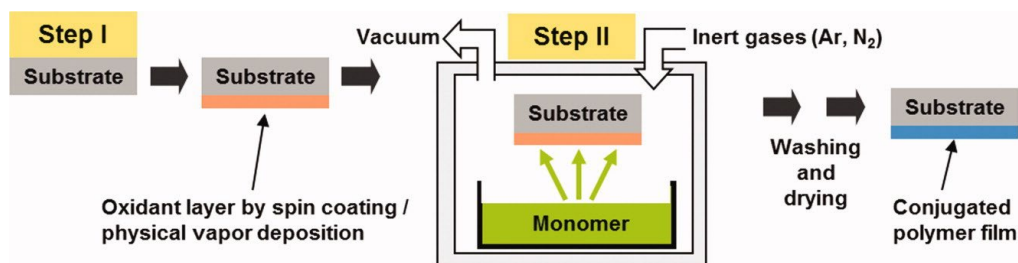 Step I
Substrate
Substrate
Oxidant layer by spin coating /
physical vapor deposition
Vacuum
Step II
Inert gases (Ar, N₂)
Substrate
Monomer
Washing
and
drying
Substrate
Conjugated
polymer film